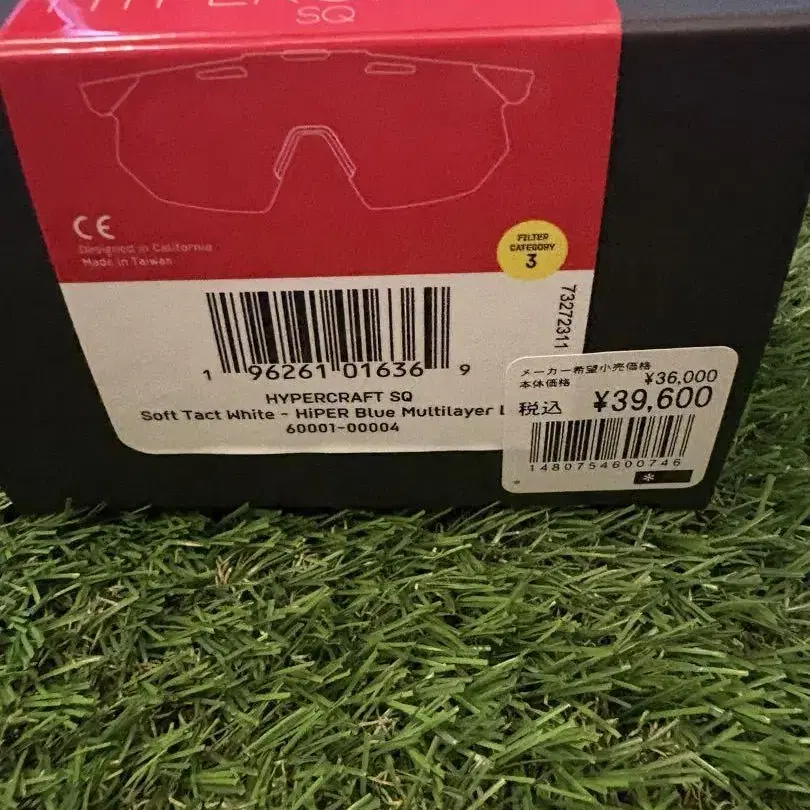 SQ
CE
Designed in California
Made in Taiwan
FILTER
CATEGORY
3
73272311
1 96261 01636 9
HYPERCRAFT SQ
Soft Tact White - HiPER Blue Multilayer L
60001-00004
メーカー希望小売価格
本体価格 ¥36,000
税込 ¥39,600
1480754600746
*